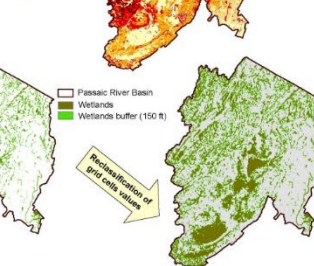 Passaic River Basin
Wetlands
Wetlands buffer (150 ft)
Reclassification of
grid cells values